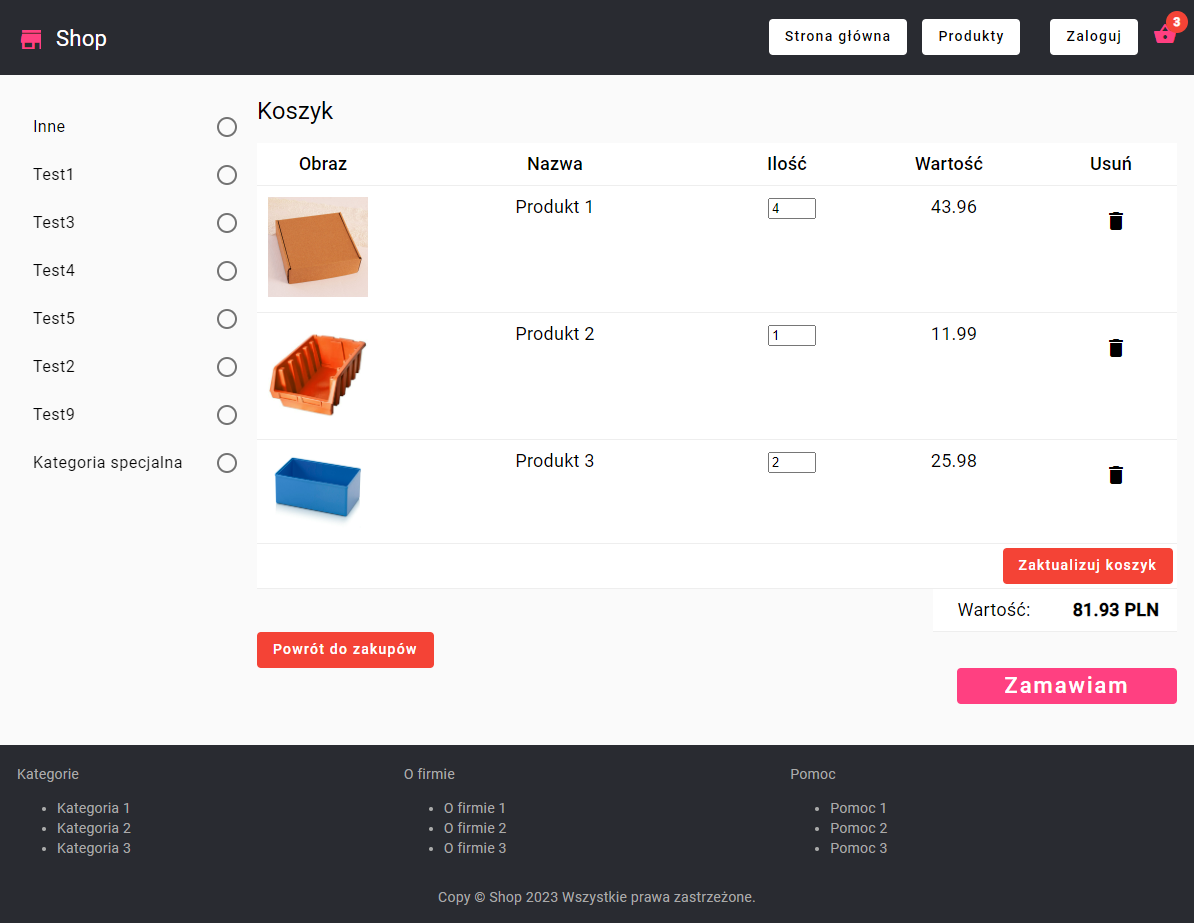 Shop
Strona główna
Produkty
Zaloguj
3
Inne
Test1
Test3
Test4
Test5
Test2
Test9
Kategoria specjalna
Koszyk
Obraz Nazwa Ilość Wartość Usuń
Produkt 1 4 43.96
Produkt 2 1 11.99
Produkt 3 2 25.98
Zaktualizuj koszyk
Wartość: 81.93 PLN
Powrót do zakupów
Zamawiam
Kategorie
Kategoria 1
Kategoria 2
Kategoria 3
O firmie
O firmie 1
O firmie 2
O firmie 3
Pomoc
Pomoc 1
Pomoc 2
Pomoc 3
Copy © Shop 2023 Wszystkie prawa zastrzeżone.